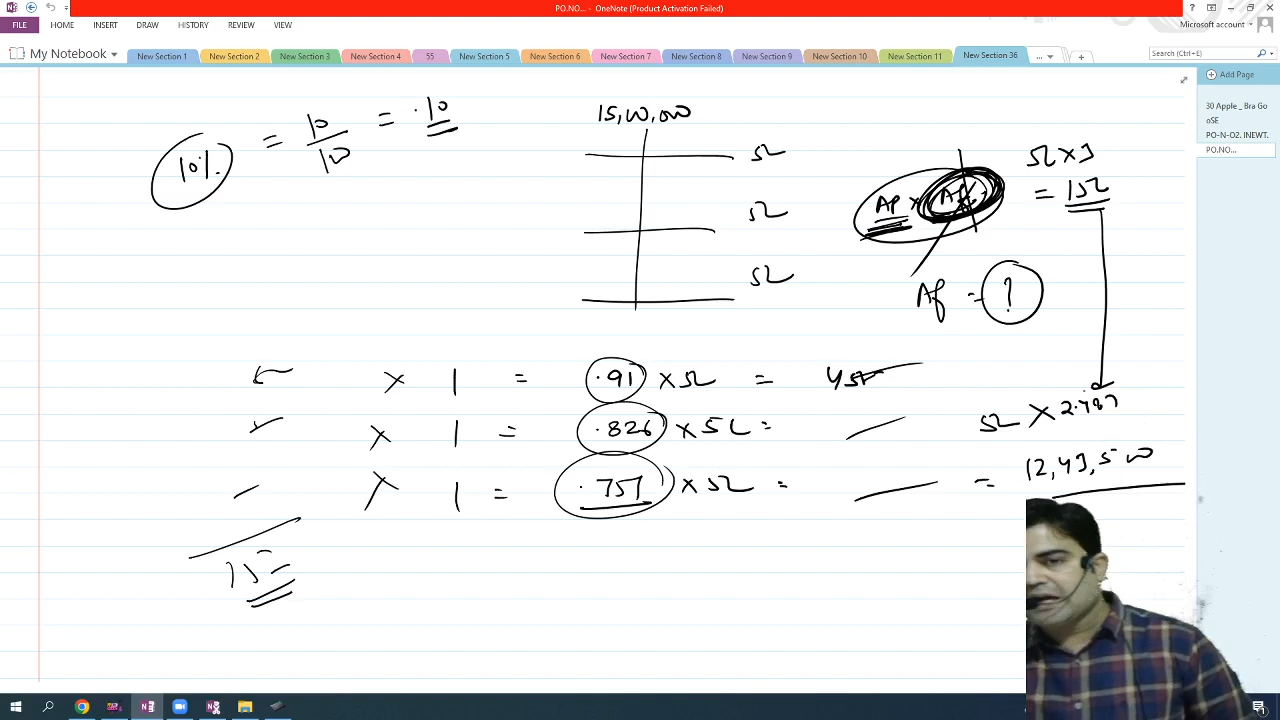 PO.NO... - OneNote (Product Activation Failed)
FILE HOME INSERT DRAW HISTORY REVIEW VIEW
Microsoft account
My Notebook New Section 1 New Section 2 New Section 3 New Section 4 55 New Section 5 New Section 6 New Section 7 New Section 8 New Section 9 New Section 10 New Section 11 New Section 36 ...
Search (Ctrl+E)
Add Page
30 Apple _ Bra Go
oSE
PO-N-O2. INEWT.
PO.NO...
10% = 10/10 = .10
15,00,000
5L
5L
5L
AP × AF
5L × 3
= 15L
AF = ?
× 1 = .91 × 5L =
× 1 = .826 × 5L =
× 1 = .751 × 5L =
5L × 2.487
= 12,43,500